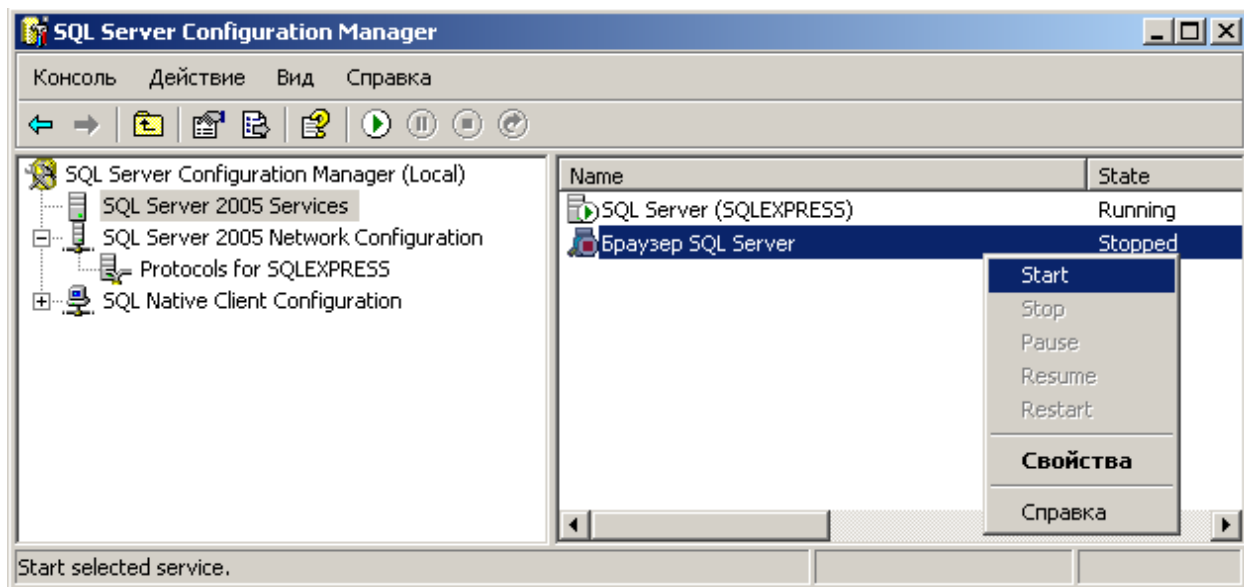 SQL Server Configuration Manager
Консоль Действие Вид Справка
SQL Server Configuration Manager (Local)
SQL Server 2005 Services
SQL Server 2005 Network Configuration
Protocols for SQLEXPRESS
SQL Native Client Configuration
Name State
SQL Server (SQLEXPRESS) Running
Браузер SQL Server Stopped
Start
Stop
Pause
Resume
Restart
Свойства
Справка
Start selected service.